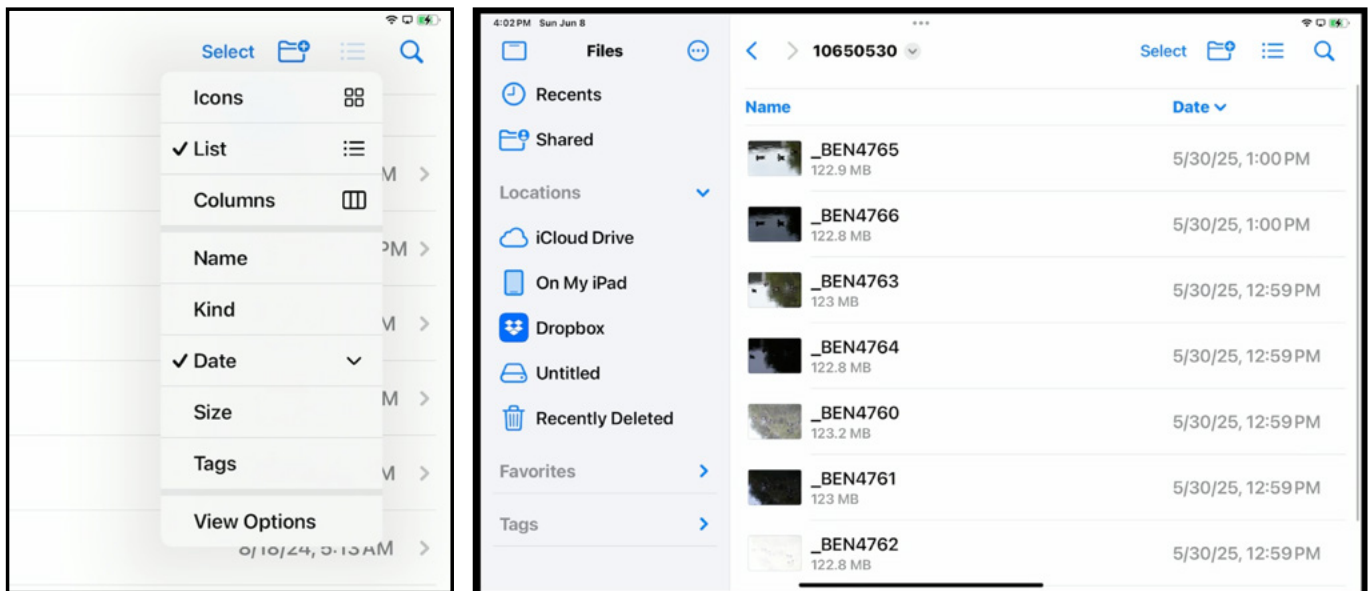 Select
Icons
List
Columns
Name
Kind
Date
Size
Tags
View Options
M
PM
M
M
M
8/18/24, 5:13 AM
4:02 PM Sun Jun 8
Files
Recents
Shared
Locations
iCloud Drive
On My iPad
Dropbox
Untitled
Recently Deleted
Favorites
Tags
10650530
Select
Name Date
_BEN4765 5/30/25, 1:00 PM
122.9 MB
_BEN4766 5/30/25, 1:00 PM
122.8 MB
_BEN4763 5/30/25, 12:59 PM
123 MB
_BEN4764 5/30/25, 12:59 PM
122.8 MB
_BEN4760 5/30/25, 12:59 PM
123.2 MB
_BEN4761 5/30/25, 12:59 PM
123 MB
_BEN4762 5/30/25, 12:59 PM
122.8 MB